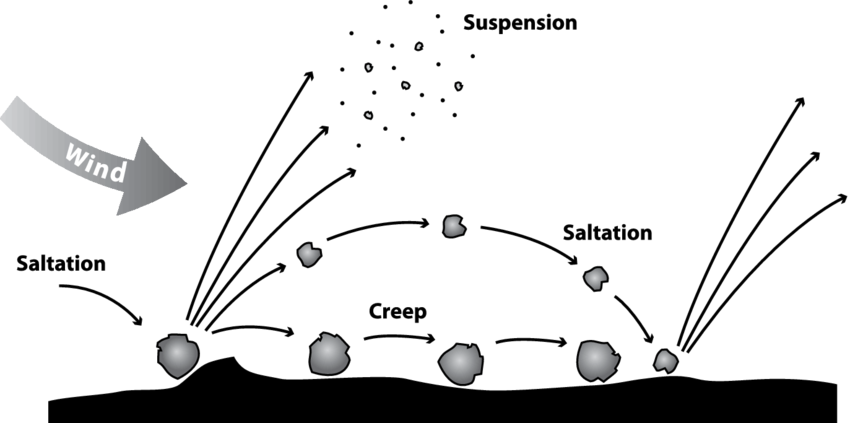 Suspension
Wind
Saltation
Saltation
Creep